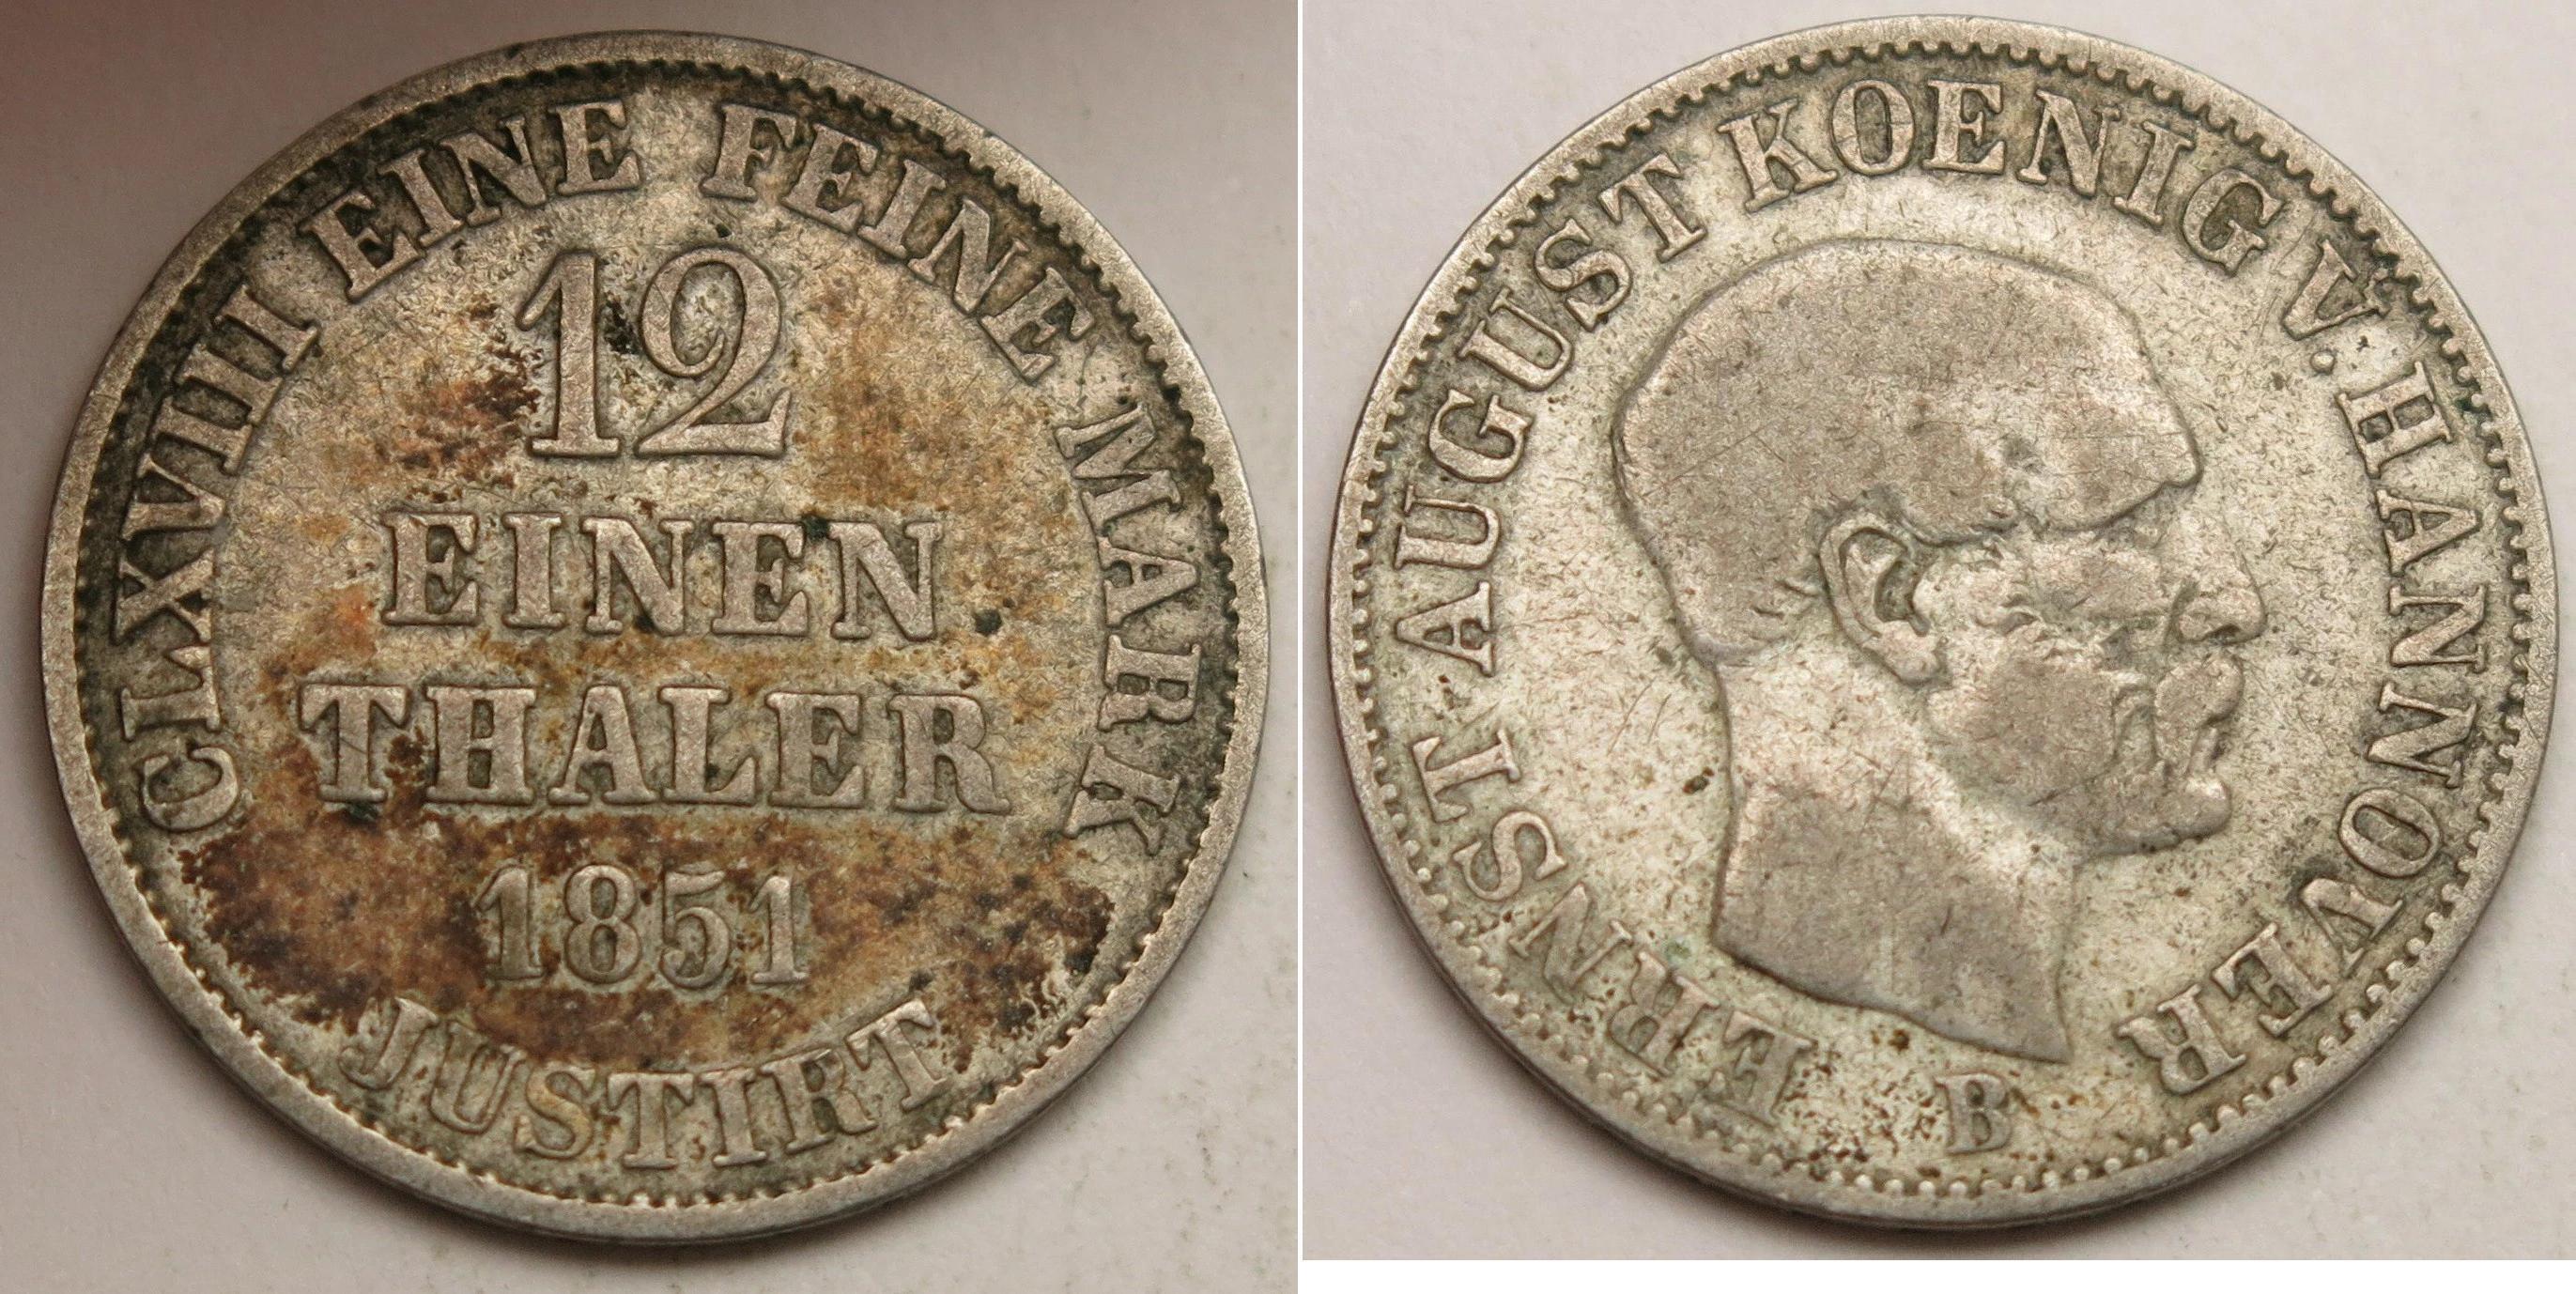 CLXVIII EINE FEINE MARK
12
EINEN
THALER
1851
JUSTIRT
ERNST AUGUST KOENIG V. HANNOVER
B